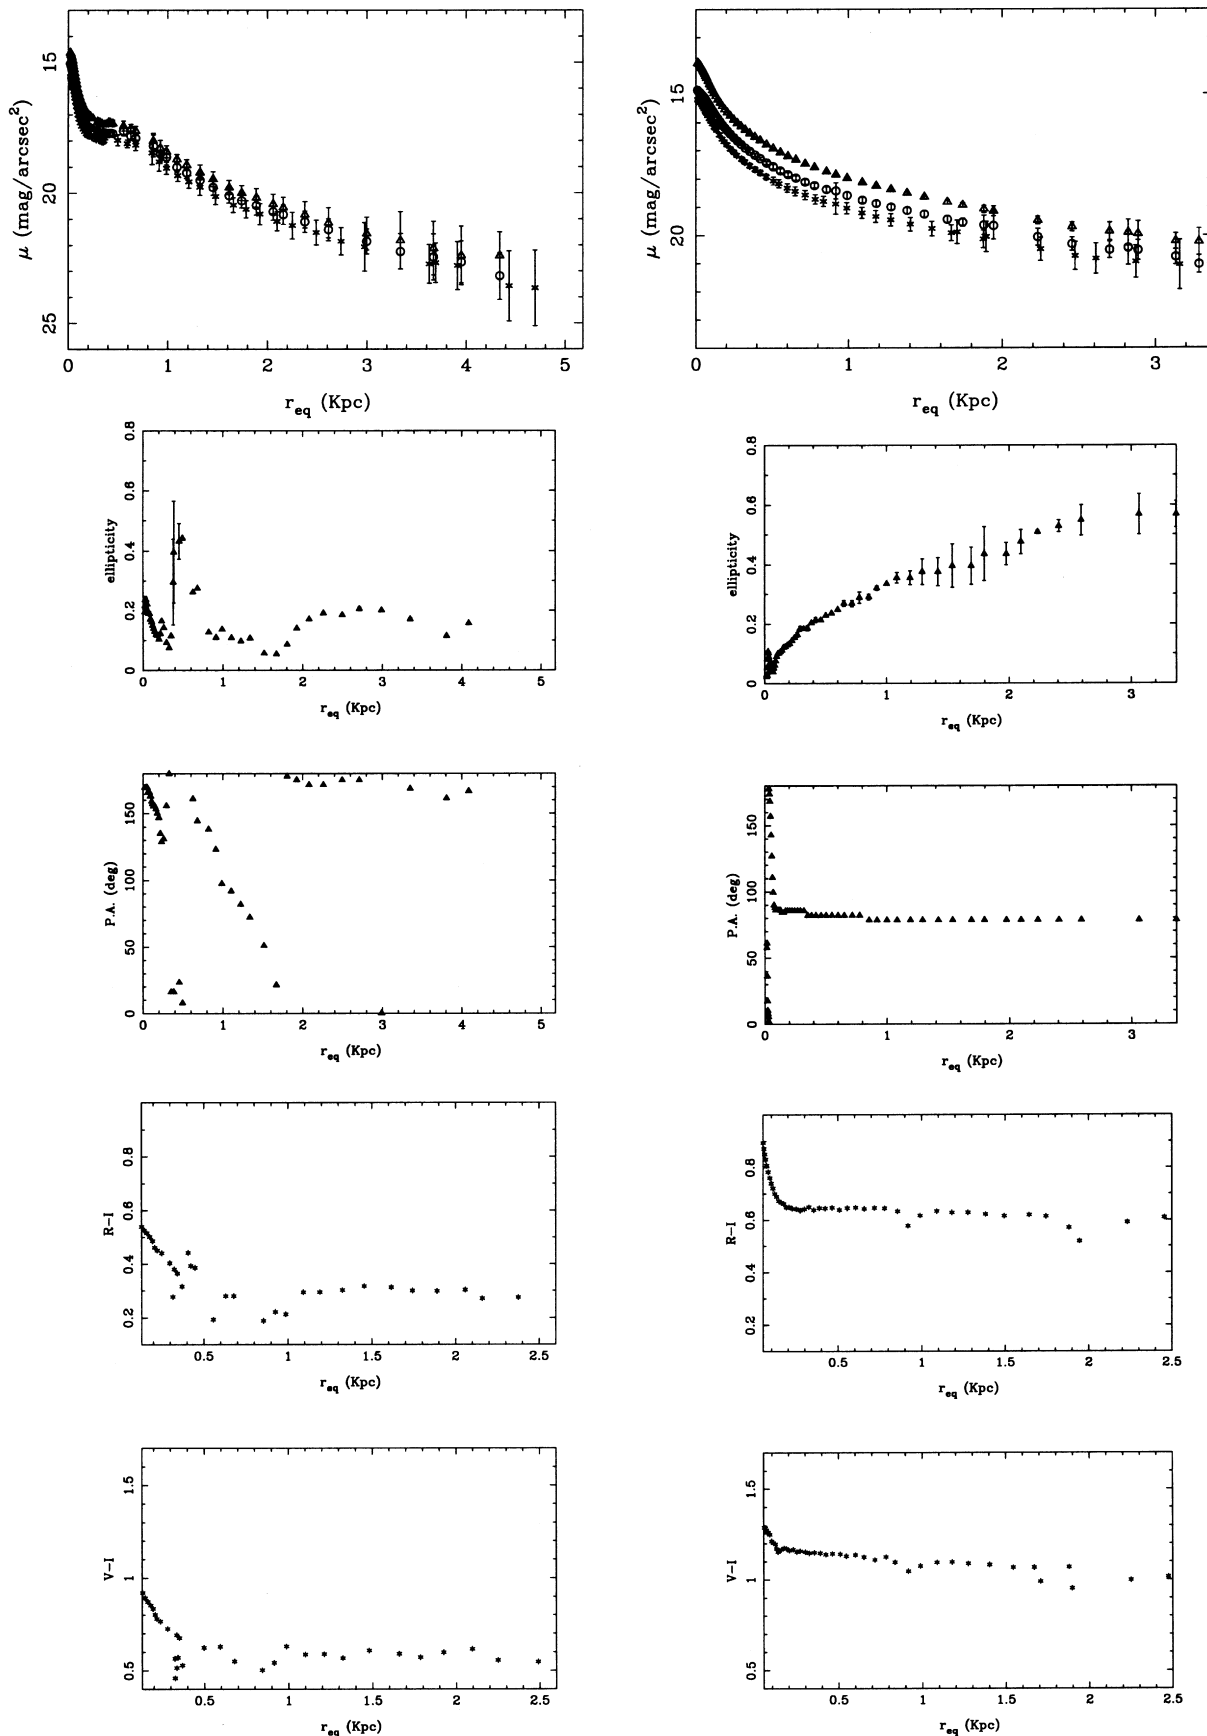 μ (mag/arcsec²)
15
20
25
0 1 2 3 4 5
r_eq (Kpc)
μ (mag/arcsec²)
15
20
0 1 2 3
r_eq (Kpc)
ellipticity
0.8
0.6
0.4
0.2
0
0 1 2 3 4 5
r_eq (Kpc)
ellipticity
0.8
0.6
0.4
0.2
0
0 1 2 3
r_eq (Kpc)
P.A. (deg)
150
100
50
0
0 1 2 3 4 5
r_eq (Kpc)
P.A. (deg)
150
100
50
0
0 1 2 3
r_eq (Kpc)
R-I
0.8
0.6
0.4
0.2
0.5 1 1.5 2 2.5
r_eq (Kpc)
R-I
0.8
0.6
0.4
0.2
0.5 1 1.5 2 2.5
r_eq (Kpc)
V-I
1.5
1
0.5
0.5 1 1.5 2 2.5
r_eq (Kpc)
V-I
1.5
1
0.5
0.5 1 1.5 2 2.5
r_eq (Kpc)